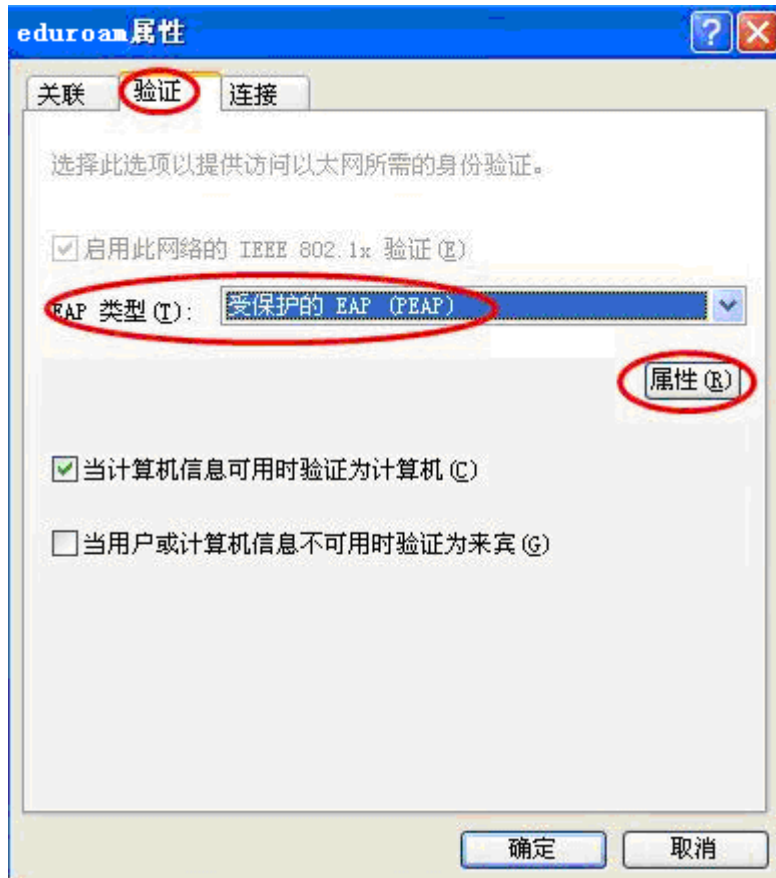 eduroam属性
关联 验证 连接
选择此选项以提供访问以太网所需的身份验证。
启用此网络的 IEEE 802.1x 验证(E)
EAP 类型(T): 受保护的 EAP (PEAP)
属性(R)
当计算机信息可用时验证为计算机(C)
当用户或计算机信息不可用时验证为来宾(G)
确定 取消